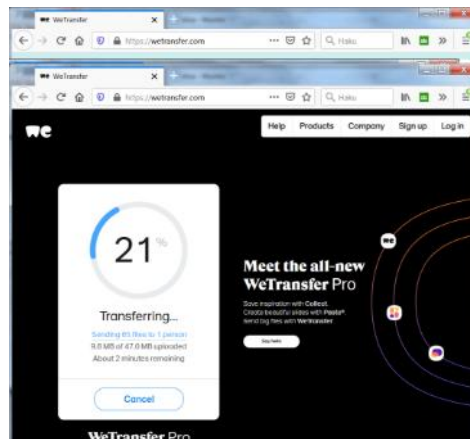 we WeTransfer
https://wetransfer.com
Haku
we WeTransfer
https://wetransfer.com
Haku
we
Help Products Company Sign up Log in
21%
Transferring...
Sending 65 files to 1 person
9.8 MB of 47.0 MB uploaded
About 2 minutes remaining
Cancel
we
Meet the all-new
WeTransfer Pro
Save inspiration with Collect.
Create beautiful slides with Paste®.
Send big files with Wetransfer.
WeTransfer Pro